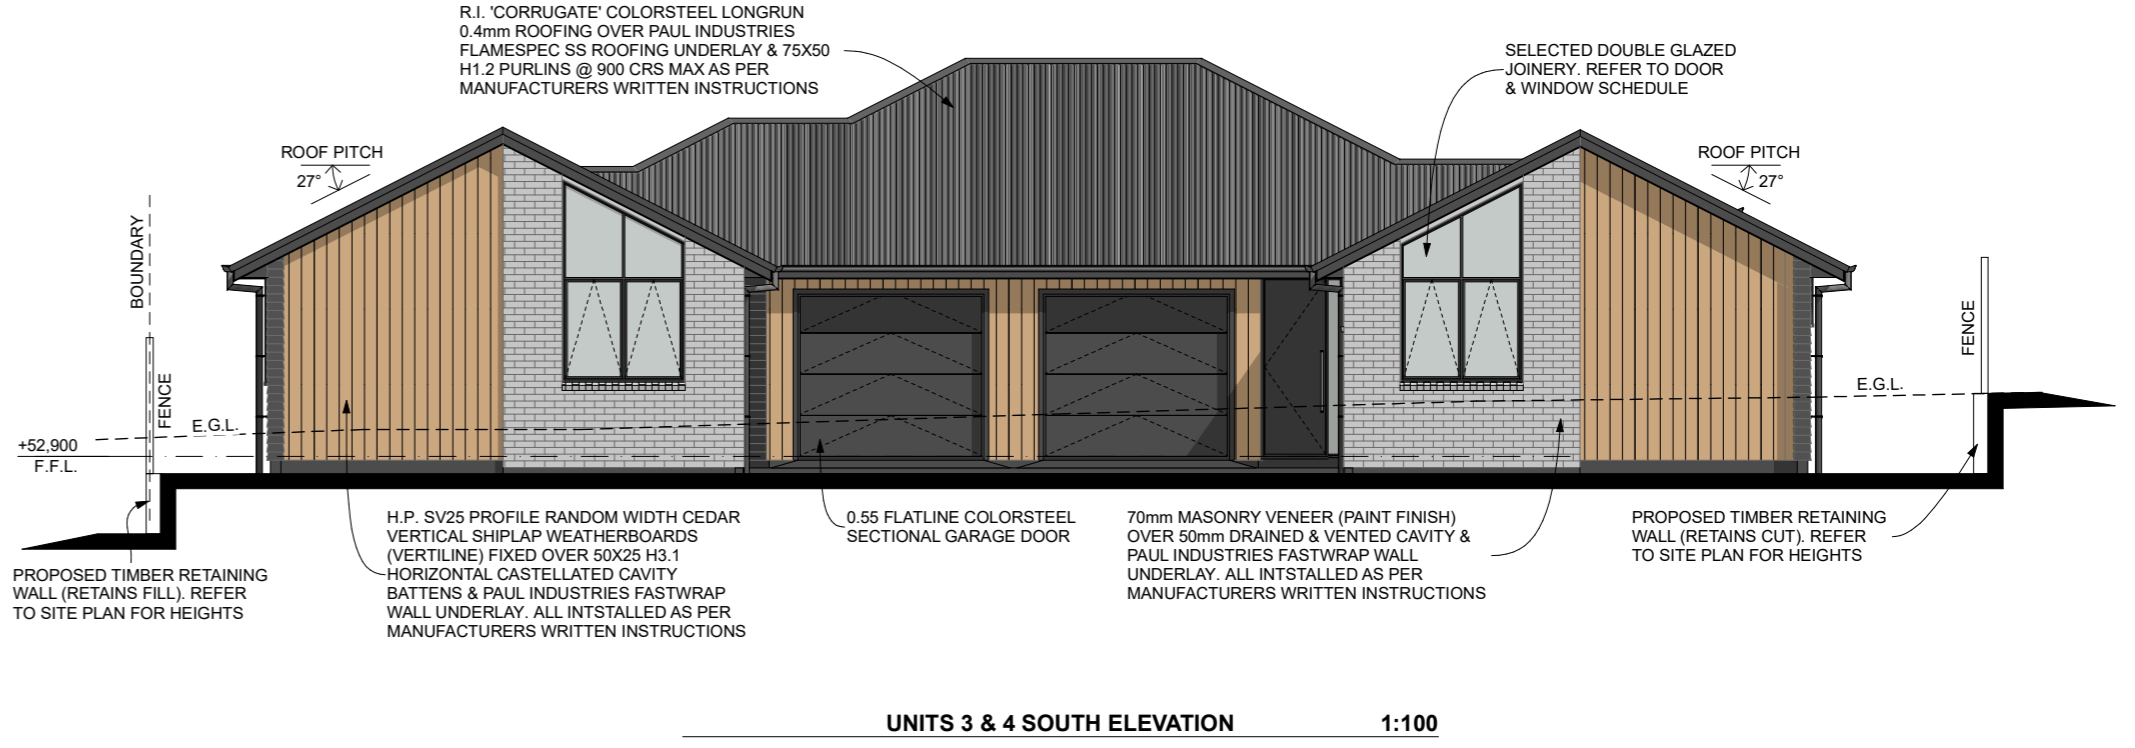 R.I. 'CORRUGATE' COLORSTEEL LONGRUN
0.4mm ROOFING OVER PAUL INDUSTRIES
FLAMESPEC SS ROOFING UNDERLAY & 75X50
H1.2 PURLINS @ 900 CRS MAX AS PER
MANUFACTURERS WRITTEN INSTRUCTIONS
SELECTED DOUBLE GLAZED
JOINERY. REFER TO DOOR
& WINDOW SCHEDULE
ROOF PITCH
27°
ROOF PITCH
27°
BOUNDARY
FENCE
FENCE
E.G.L.
E.G.L.
+52,900
F.F.L.
PROPOSED TIMBER RETAINING
WALL (RETAINS FILL). REFER
TO SITE PLAN FOR HEIGHTS
H.P. SV25 PROFILE RANDOM WIDTH CEDAR
VERTICAL SHIPLAP WEATHERBOARDS
(VERTILINE) FIXED OVER 50X25 H3.1
HORIZONTAL CASTELLATED CAVITY
BATTENS & PAUL INDUSTRIES FASTWRAP
WALL UNDERLAY. ALL INTSTALLED AS PER
MANUFACTURERS WRITTEN INSTRUCTIONS
0.55 FLATLINE COLORSTEEL
SECTIONAL GARAGE DOOR
70mm MASONRY VENEER (PAINT FINISH)
OVER 50mm DRAINED & VENTED CAVITY &
PAUL INDUSTRIES FASTWRAP WALL
UNDERLAY. ALL INTSTALLED AS PER
MANUFACTURERS WRITTEN INSTRUCTIONS
PROPOSED TIMBER RETAINING
WALL (RETAINS CUT). REFER
TO SITE PLAN FOR HEIGHTS
UNITS 3 & 4 SOUTH ELEVATION 1:100